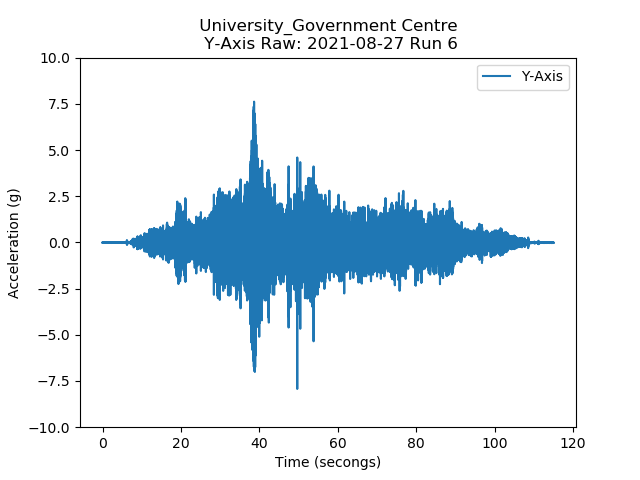 University_Government Centre
Y-Axis Raw: 2021-08-27 Run 6
Y-Axis
10.0
7.5
5.0
2.5
0.0
−2.5
−5.0
−7.5
−10.0
Acceleration (g)
0 20 40 60 80 100 120
Time (seconds)